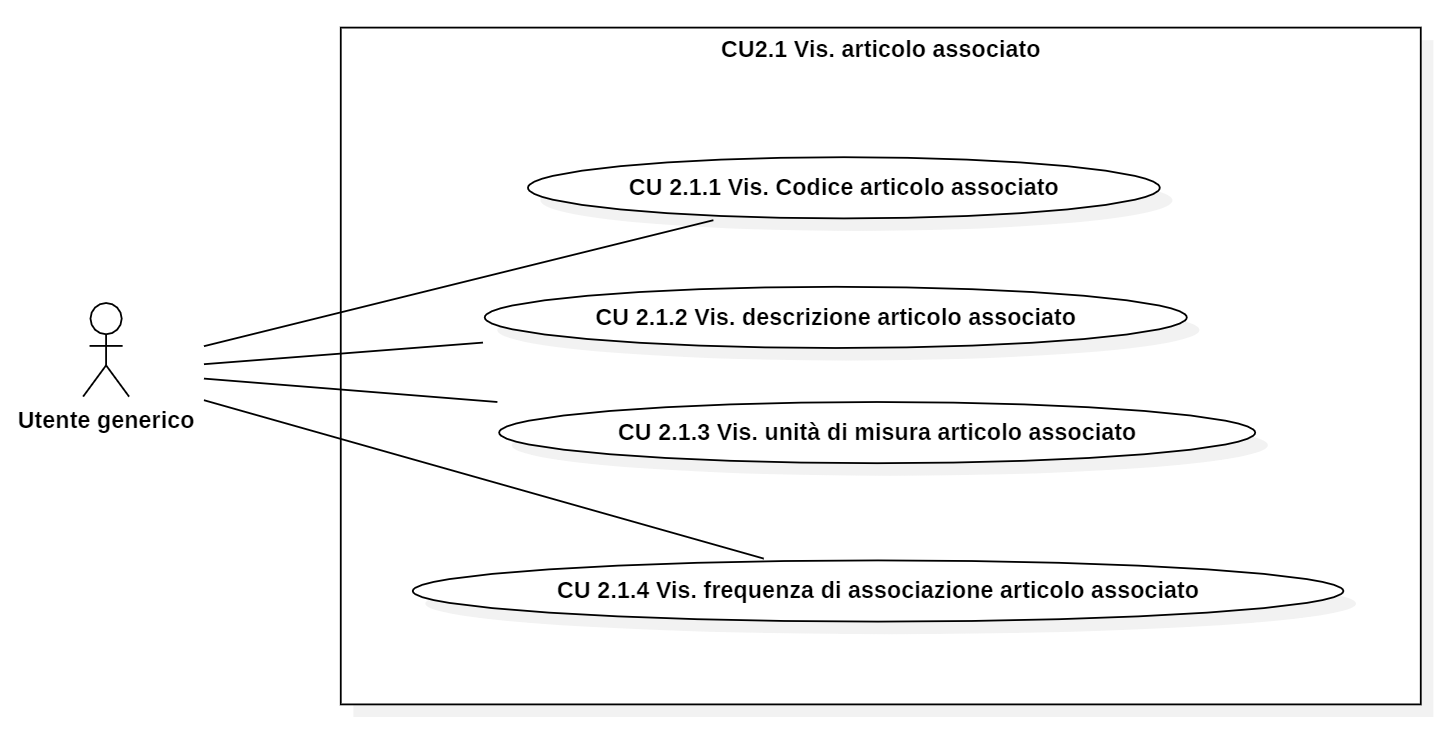 CU2.1 Vis. articolo associato
CU 2.1.1 Vis. Codice articolo associato
CU 2.1.2 Vis. descrizione articolo associato
Utente generico
CU 2.1.3 Vis. unità di misura articolo associato
CU 2.1.4 Vis. frequenza di associazione articolo associato